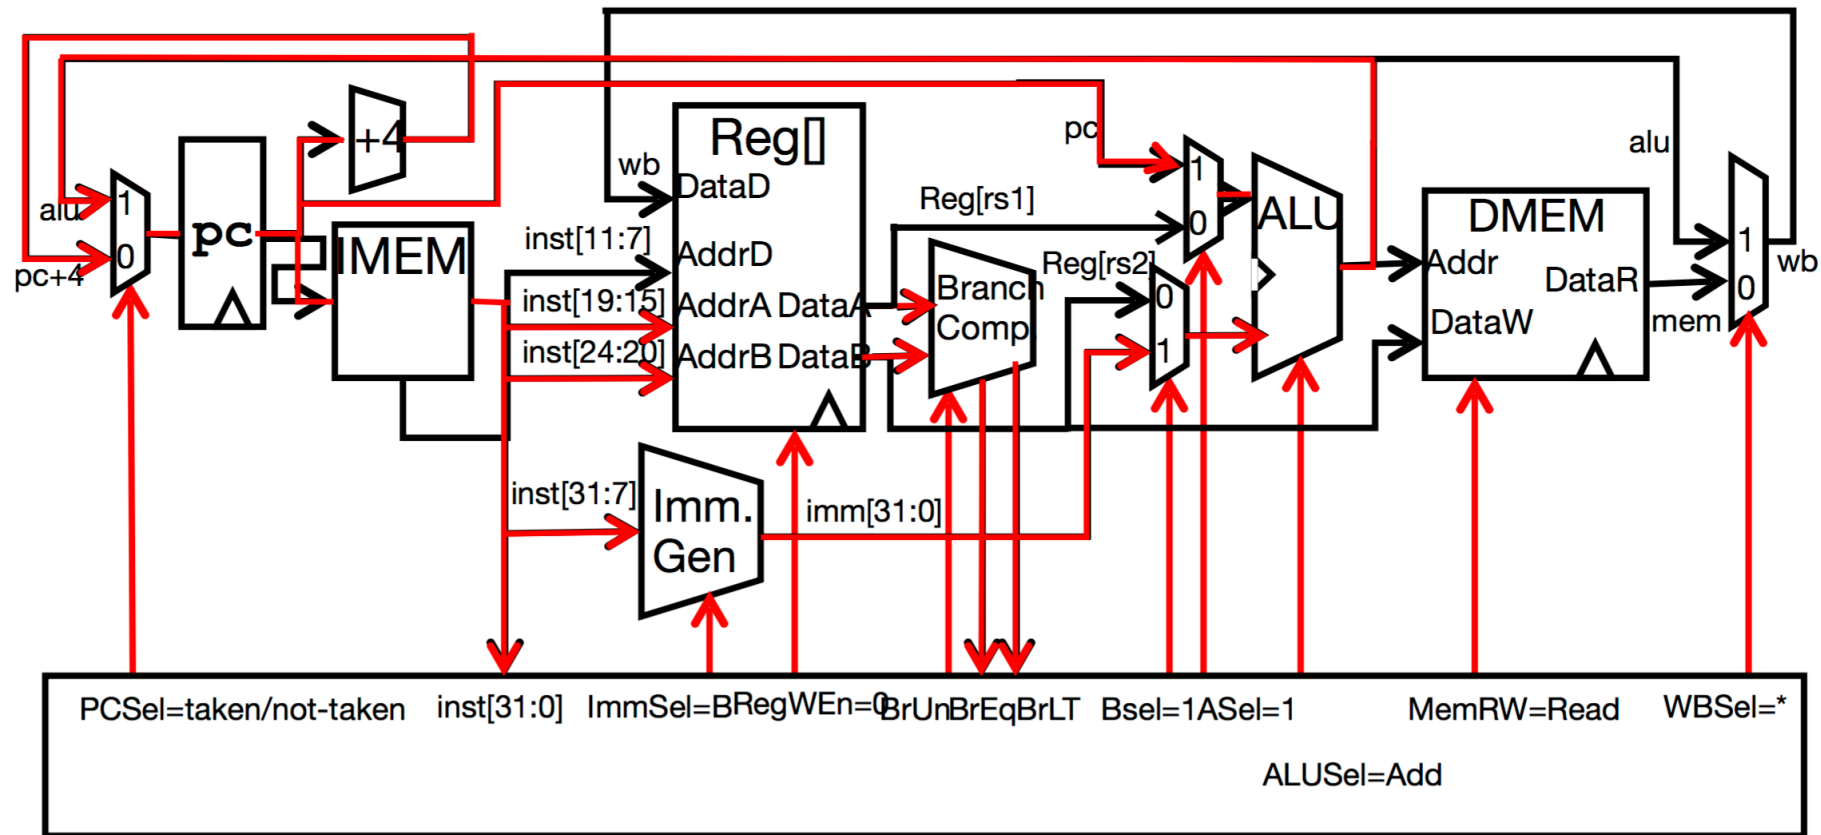 +4
Reg[]
pc
alu
wb
DataD
1
1
alu
pc
IMEM
Reg[rs1]
ALU
DMEM
inst[11:7]
0
1
0
AddrD
Reg[rs2]
Addr
wb
pc+4
DataR
inst[19:15]
AddrA DataA
Branch
Comp.
0
0
mem
DataW
inst[24:20]
AddrB DataB
1
inst[31:7]
Imm.
Gen
imm[31:0]
PCSel=taken/not-taken
inst[31:0]
ImmSel=B
RegWEn=0
BrUn
BrEq
BrLT
Bsel=1
ASel=1
MemRW=Read
WBSel=*
ALUSel=Add